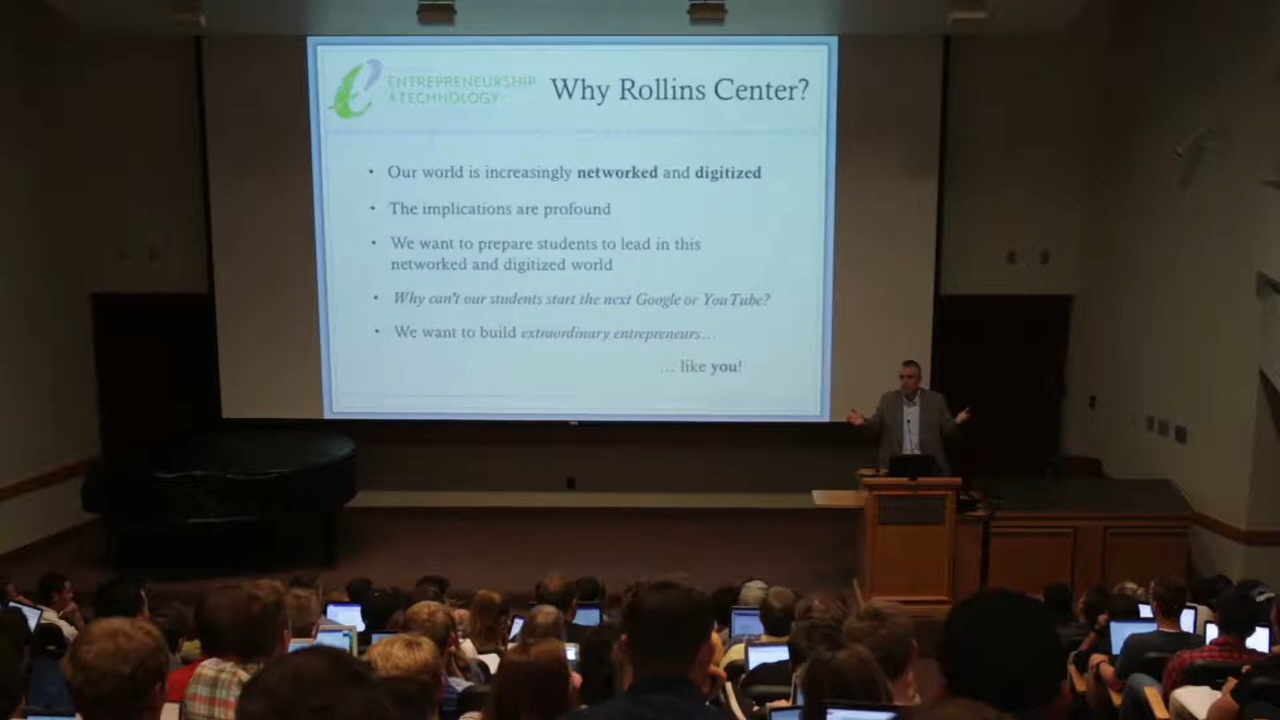 ENTREPRENEURSHIP
& TECHNOLOGY
Why Rollins Center?
• Our world is increasingly networked and digitized
• The implications are profound
• We want to prepare students to lead in this
networked and digitized world
• Why can't our students start the next Google or YouTube?
• We want to build extraordinary entrepreneurs…
… like you!